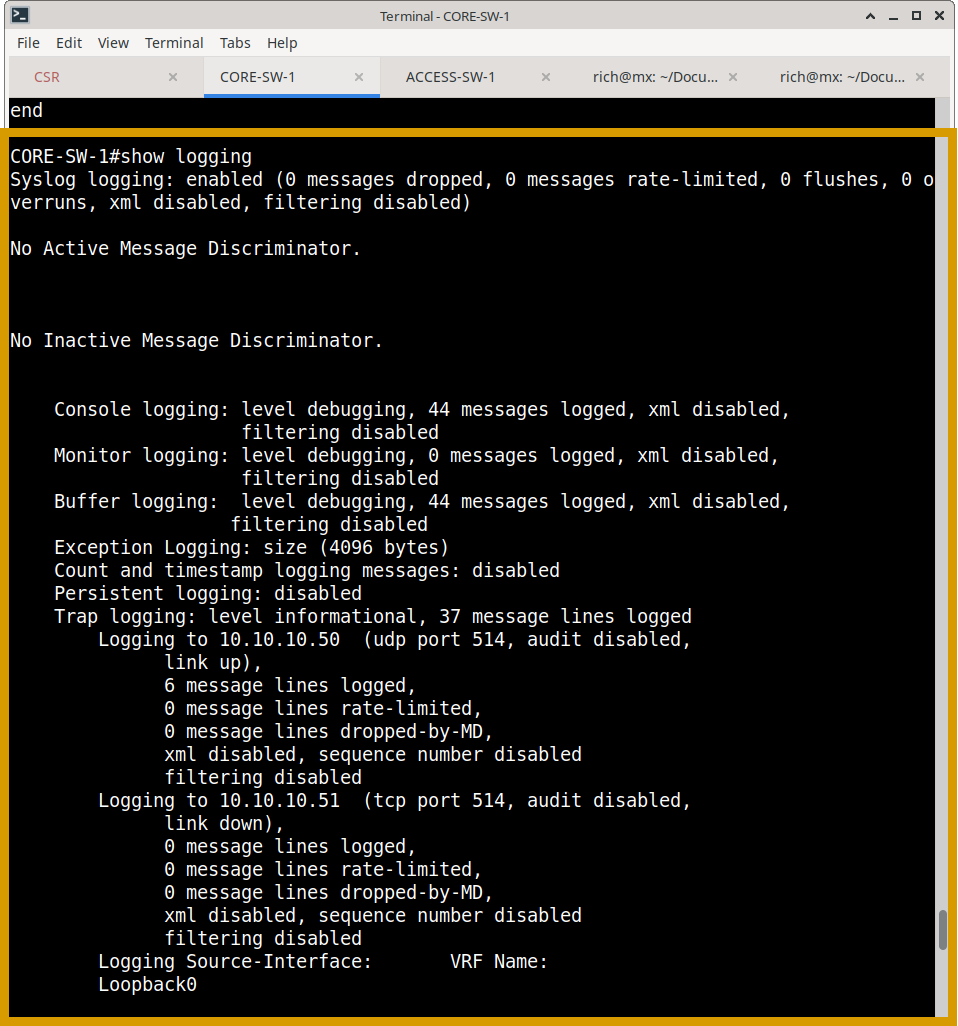 Terminal - CORE-SW-1
File Edit View Terminal Tabs Help
CSR CORE-SW-1 ACCESS-SW-1 rich@mx: ~/Docu... rich@mx: ~/Docu...
end
CORE-SW-1#show logging
Syslog logging: enabled (0 messages dropped, 0 messages rate-limited, 0 flushes, 0 o
verruns, xml disabled, filtering disabled)
No Active Message Discriminator.
No Inactive Message Discriminator.
    Console logging: level debugging, 44 messages logged, xml disabled,
                     filtering disabled
    Monitor logging: level debugging, 0 messages logged, xml disabled,
                     filtering disabled
    Buffer logging:  level debugging, 44 messages logged, xml disabled,
                    filtering disabled
    Exception Logging: size (4096 bytes)
    Count and timestamp logging messages: disabled
    Persistent logging: disabled
    Trap logging: level informational, 37 message lines logged
        Logging to 10.10.10.50  (udp port 514, audit disabled,
              link up),
              6 message lines logged,
              0 message lines rate-limited,
              0 message lines dropped-by-MD,
              xml disabled, sequence number disabled
              filtering disabled
        Logging to 10.10.10.51  (tcp port 514, audit disabled,
              link down),
              0 message lines logged,
              0 message lines rate-limited,
              0 message lines dropped-by-MD,
              xml disabled, sequence number disabled
              filtering disabled
        Logging Source-Interface:       VRF Name:
        Loopback0